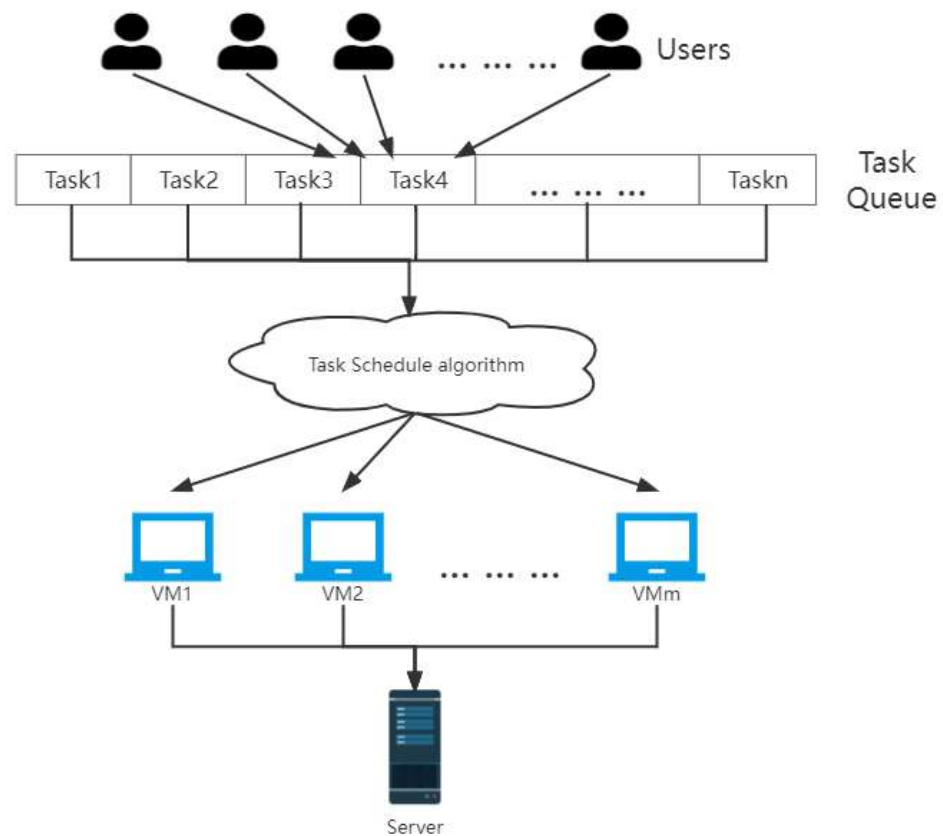 ... ... ... Users
Task1 Task2 Task3 Task4 ... ... ... Taskn
Task
Queue
Task Schedule algorithm
... ... ...
VM1 VM2 VMm
Server